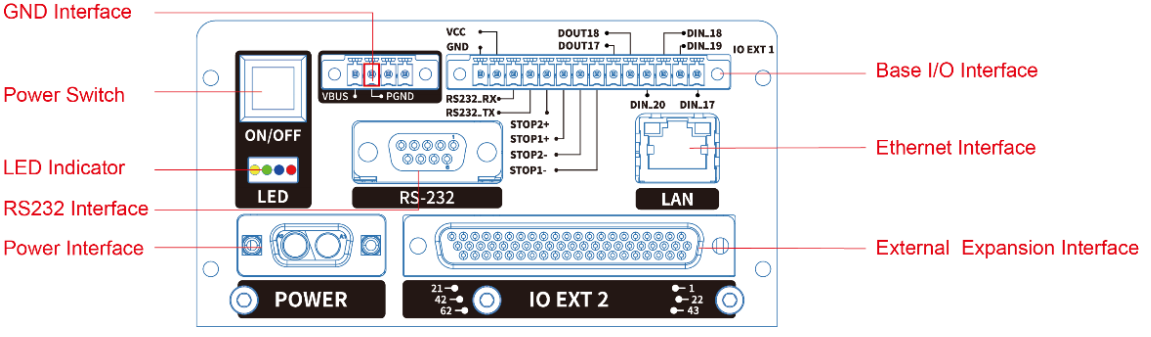 GND Interface
VCC
GND
DOUT18
DOUT17
DIN_18
DIN_19
IO EXT 1
Base I/O Interface
Power Switch
VBUS
PGND
RS232_RX
RS232_TX
DIN_20
DIN_17
ON/OFF
STOP2+
STOP1+
STOP2-
STOP1-
Ethernet Interface
LED Indicator
LED
RS-232
LAN
RS232 Interface
Power Interface
External Expansion Interface
POWER
21
42
62
IO EXT 2
1
22
43